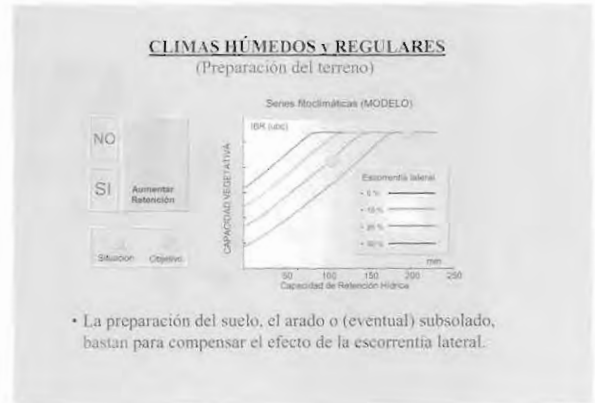 CLIMAS HÚMEDOS y REGULARES
(Preparación del terreno)
Series fitoclimáticas (MODELO)
NO
SI
Aumentar
Retención
Situación Objetivo
CAPACIDAD VEGETATIVA
IBR (ubc)
Escorrentía lateral
mm
50 100 150 200 250
Capacidad de Retención Hídrica
• La preparación del suelo, el arado o (eventual) subsolado,
bastan para compensar el efecto de la escorrentía lateral.